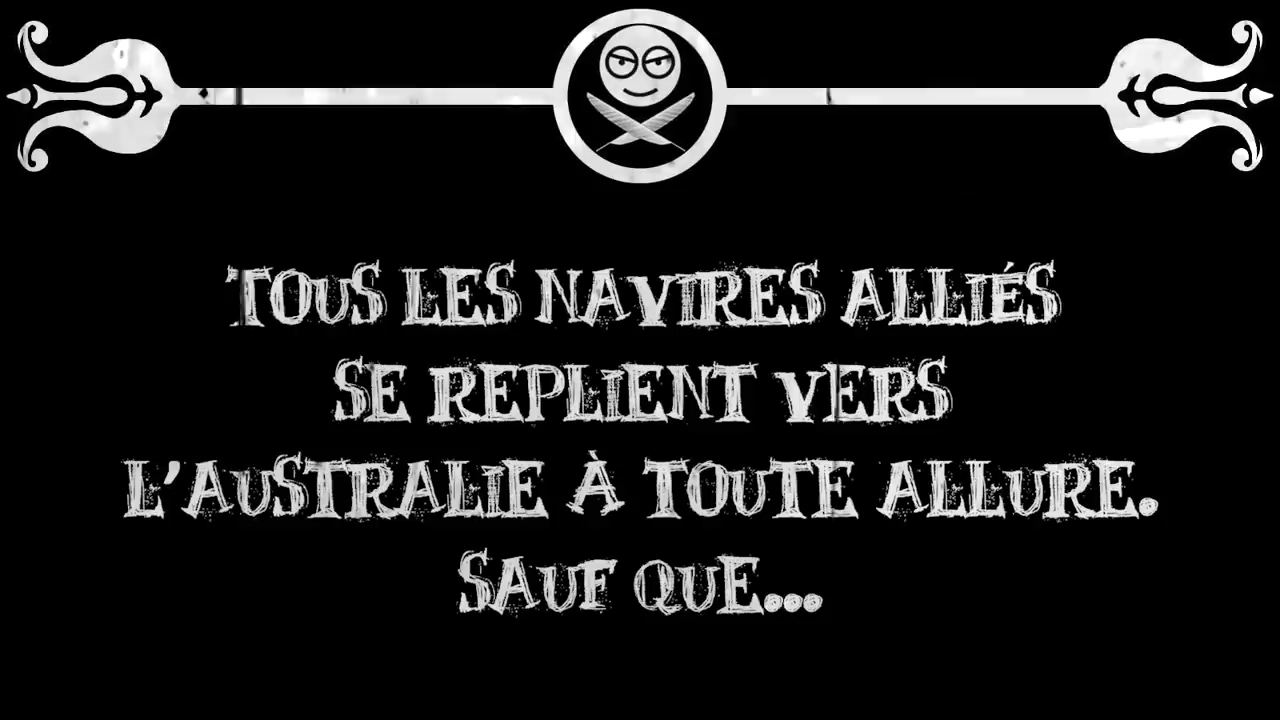 TOUS LES NAVIRES ALLIÉS
SE REPLIENT VERS
L'AUSTRALIE À TOUTE ALLURE.
SAUF QUE...